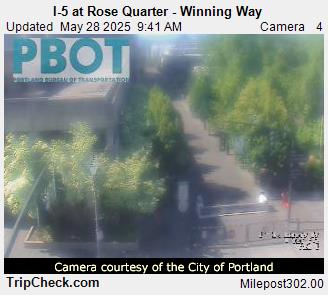 I-5 at Rose Quarter - Winning Way
Updated May 28 2025 9:41 AM Camera 4
PBOT
PORTLAND BUREAU OF TRANSPORTATION
Camera courtesy of the City of Portland
TripCheck.com Milepost302.00